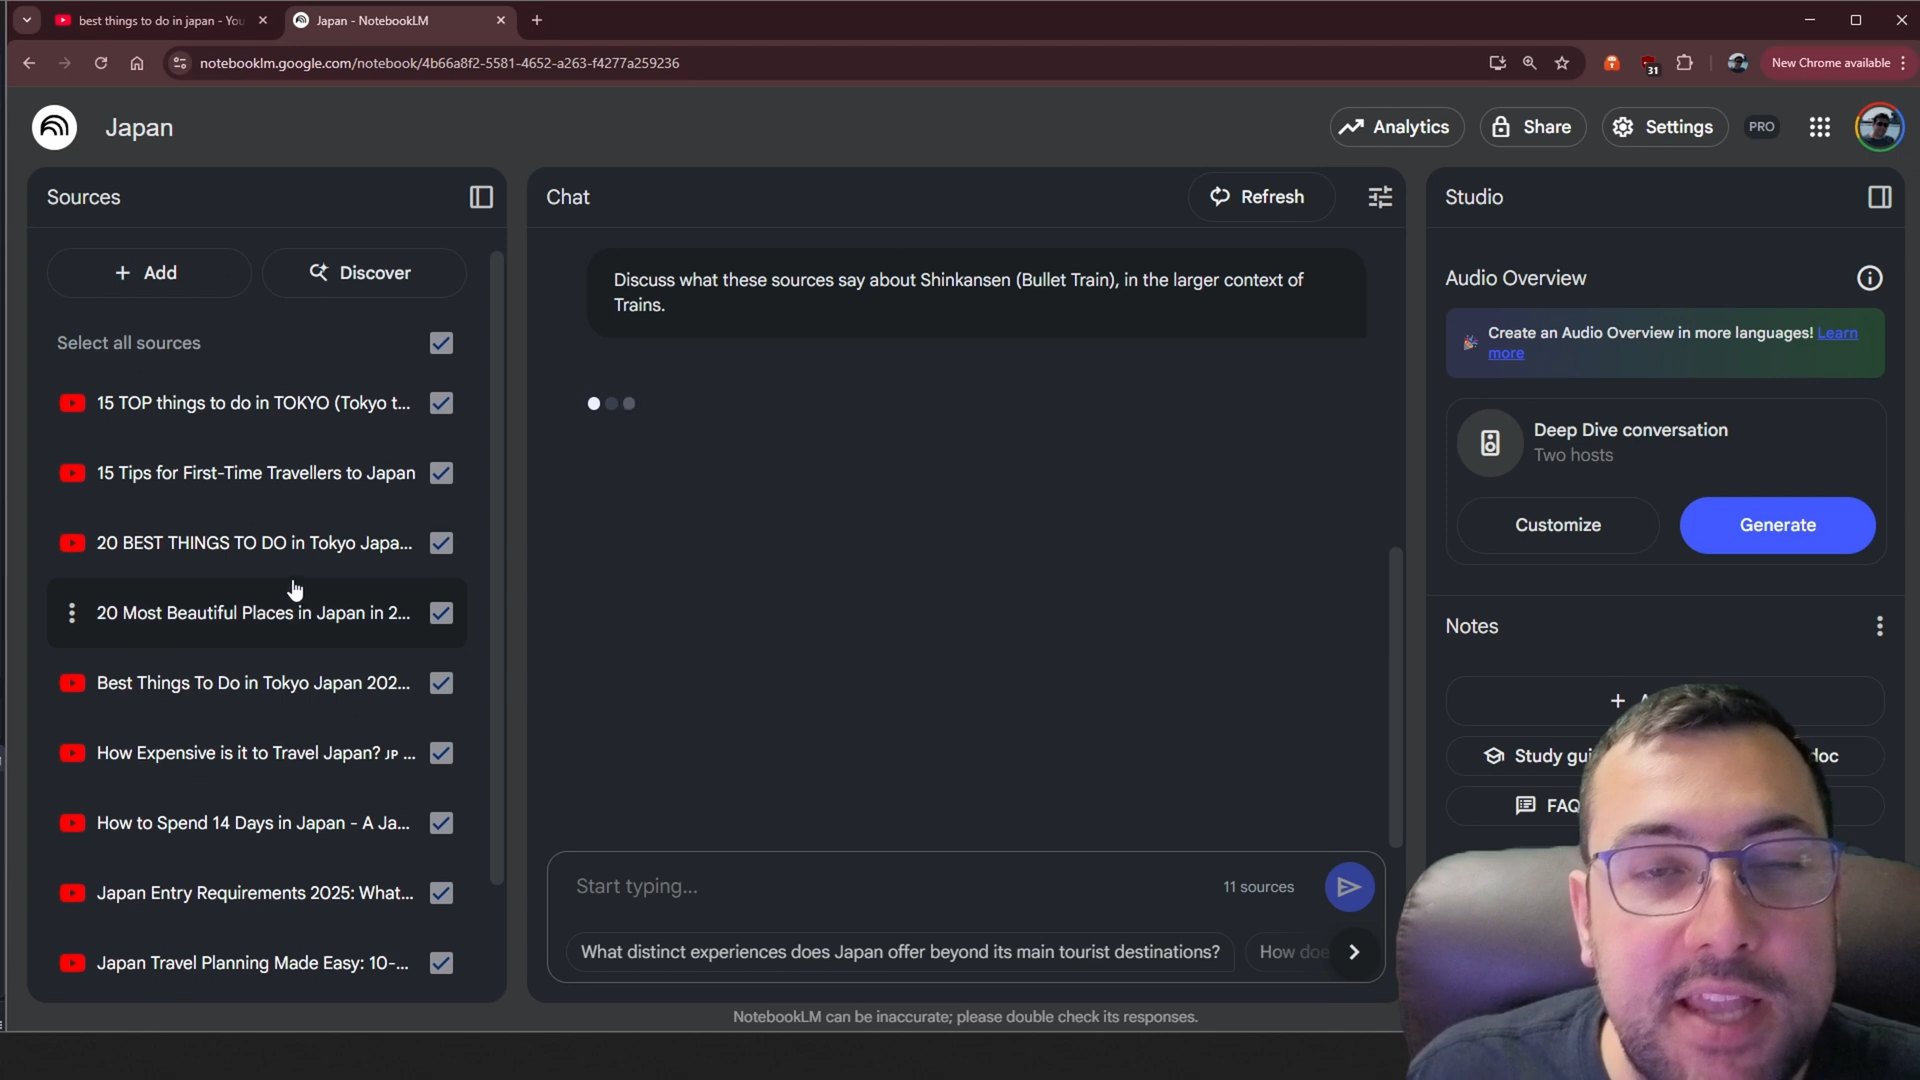 best things to do in japan - You
Japan - NotebookLM
notebooklm.google.com/notebook/4b66a8f2-5581-4652-a263-f4277a259236
31
New Chrome available
Japan
Analytics
Share
Settings
PRO
Sources
Add
Discover
Select all sources
15 TOP things to do in TOKYO (Tokyo t...
15 Tips for First-Time Travellers to Japan
20 BEST THINGS TO DO in Tokyo Japa...
20 Most Beautiful Places in Japan in 2...
Best Things To Do in Tokyo Japan 202...
How Expensive is it to Travel Japan? JP ...
How to Spend 14 Days in Japan - A Ja...
Japan Entry Requirements 2025: What...
Japan Travel Planning Made Easy: 10-...
Chat
Refresh
Discuss what these sources say about Shinkansen (Bullet Train), in the larger context of
Trains.
Start typing...
11 sources
What distinct experiences does Japan offer beyond its main tourist destinations?
How doe
NotebookLM can be inaccurate; please double check its responses.
Studio
Audio Overview
Create an Audio Overview in more languages! Learn
more
Deep Dive conversation
Two hosts
Customize
Generate
Notes
Study gui
doc
FAQ